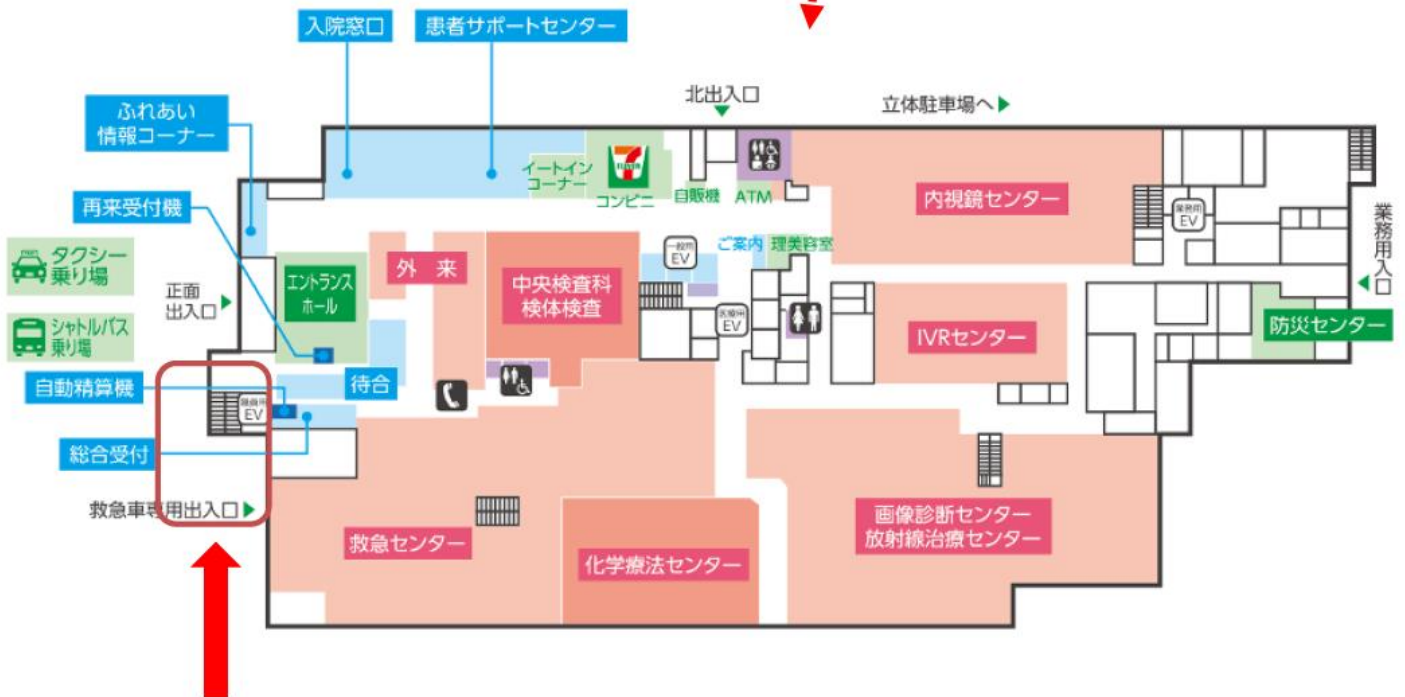 入院窓口
患者サポートセンター
ふれあい
情報コーナー
北出入口
立体駐車場へ
イートイン
コーナー
コンビニ
自販機
ATM
内視鏡センター
業務用
EV
業務用入口
再来受付機
タクシー
乗り場
正面
出入口
エントランス
ホール
外 来
中央検査科
検体検査
一般用
EV
ご案内
理美容室
医療用
EV
IVRセンター
防災センター
シャトルバス
乗り場
自動精算機
待合
EV
総合受付
救急車専用出入口
救急センター
化学療法センター
画像診断センター
放射線治療センター